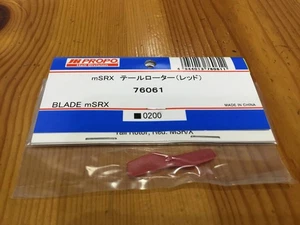 JR PROPO
mSRX テールローター(レッド)
76061
BLADE mSRX
MADE IN CHINA
■0200
Tail Rotor, Red: MSR/X